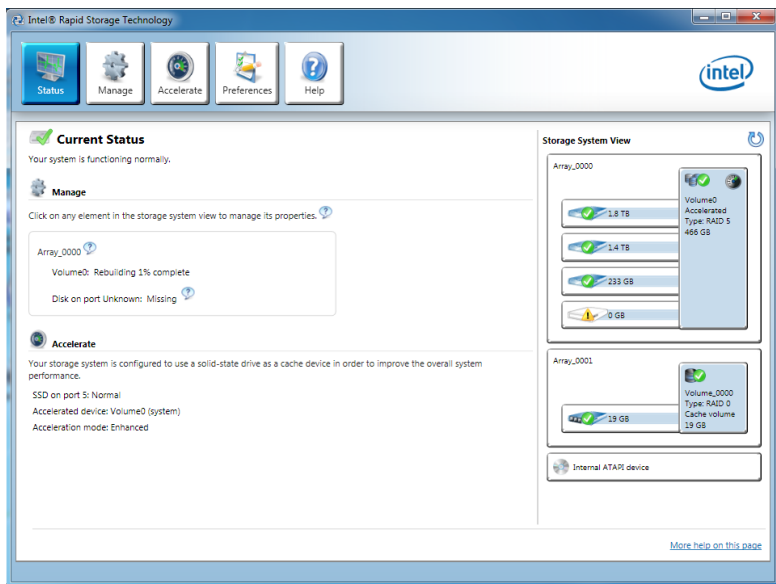 Intel® Rapid Storage Technology
Status
Manage
Accelerate
Preferences
Help
intel
Current Status
Your system is functioning normally.
Manage
Click on any element in the storage system view to manage its properties.
Array_0000
Volume0: Rebuilding 1% complete
Disk on port Unknown: Missing
Accelerate
Your storage system is configured to use a solid-state drive as a cache device in order to improve the overall system
performance.
SSD on port 5: Normal
Accelerated device: Volume0 (system)
Acceleration mode: Enhanced
Storage System View
Array_0000
1.8 TB
1.4 TB
233 GB
0 GB
Volume0
Accelerated
Type: RAID 5
466 GB
Array_0001
19 GB
Volume_0000
Type: RAID 0
Cache volume
19 GB
Internal ATAPI device
More help on this page